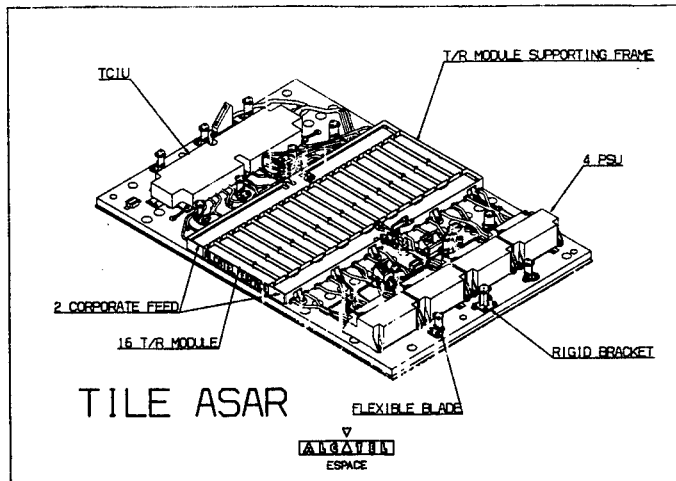 T/R MODULE SUPPORTING FRAME
TCIU
4 PSU
2 CORPORATE FEED
16 T/R MODULE
RIGID BRACKET
FLEXIBLE BLADE
TILE ASAR
ALCATEL
ESPACE